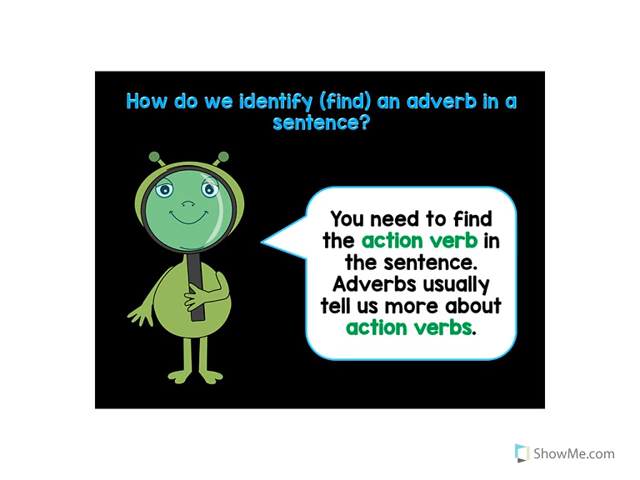 How do we identify (find) an adverb in a
sentence?
You need to find
the action verb in
the sentence.
Adverbs usually
tell us more about
action verbs.
ShowMe.com